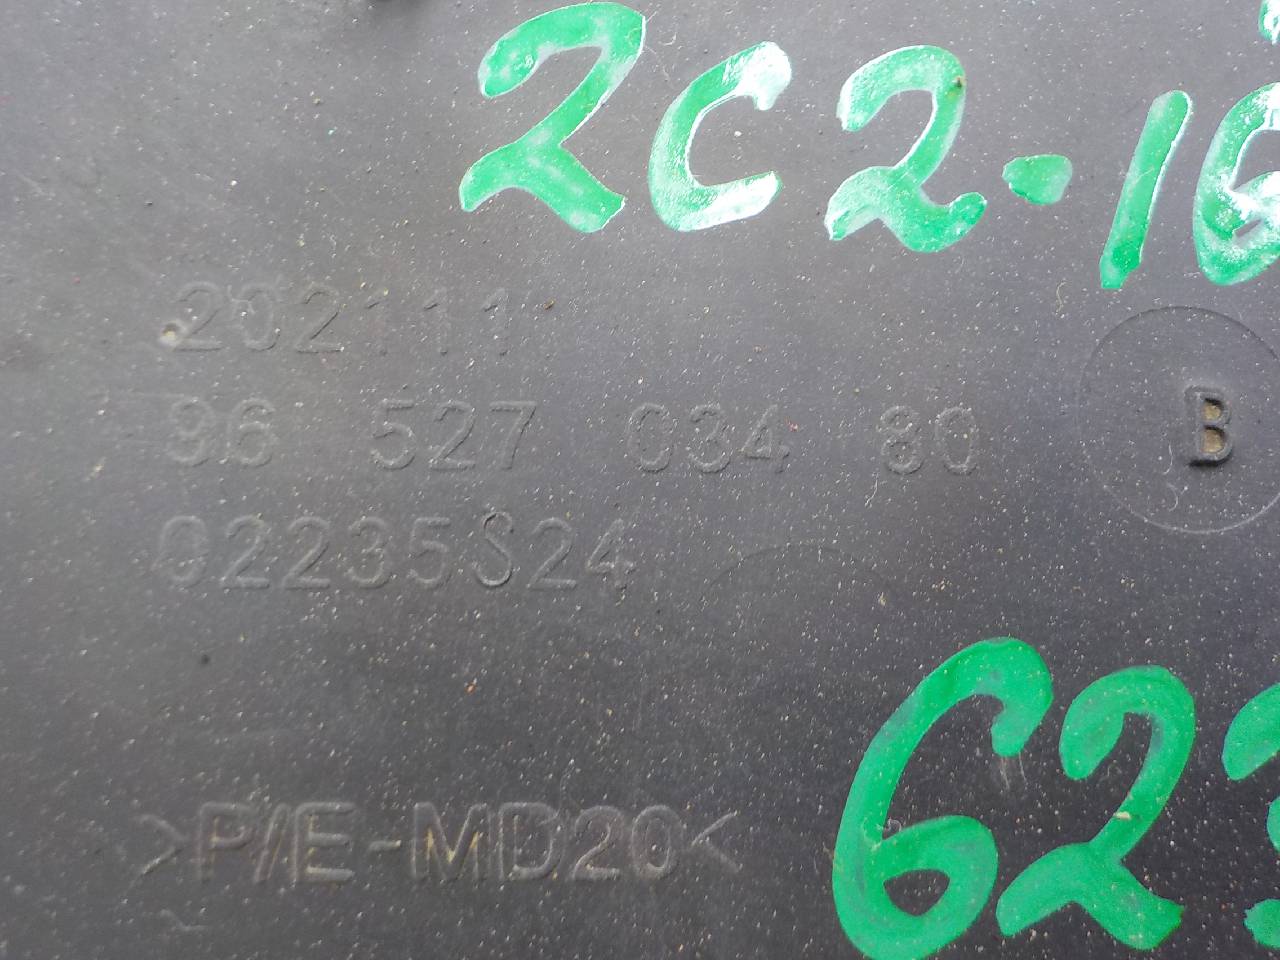 2C2-16
202111
96 527 034 80
B
02235S24
>P/E-MD20<
62